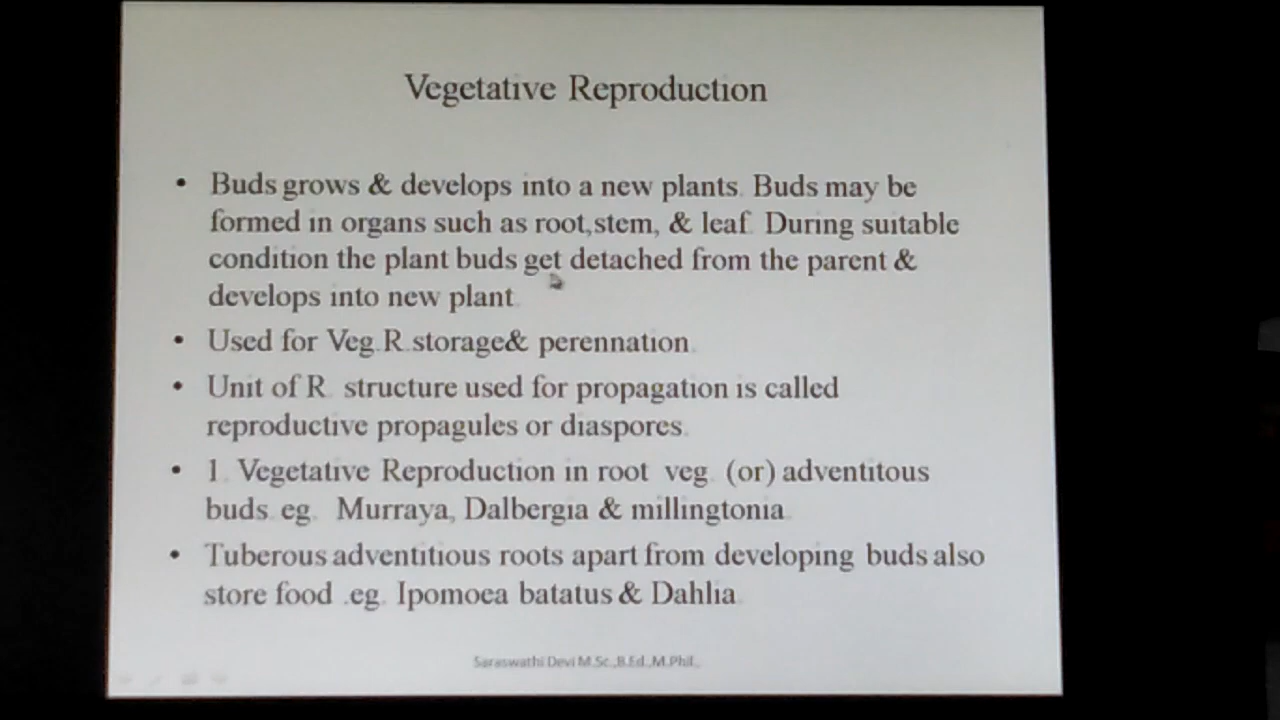 Vegetative Reproduction
• Buds grows & develops into a new plants. Buds may be
formed in organs such as root,stem, & leaf. During suitable
condition the plant buds get detached from the parent &
develops into new plant.
• Used for Veg.R.storage& perennation.
• Unit of R. structure used for propagation is called
reproductive propagules or diaspores.
• 1. Vegetative Reproduction in root veg. (or) adventitous
buds. eg. Murraya, Dalbergia & millingtonia.
• Tuberous adventitious roots apart from developing buds also
store food .eg. Ipomoea batatus & Dahlia.
Saraswathi Devi M.Sc.,B.Ed.,M.Phil.,